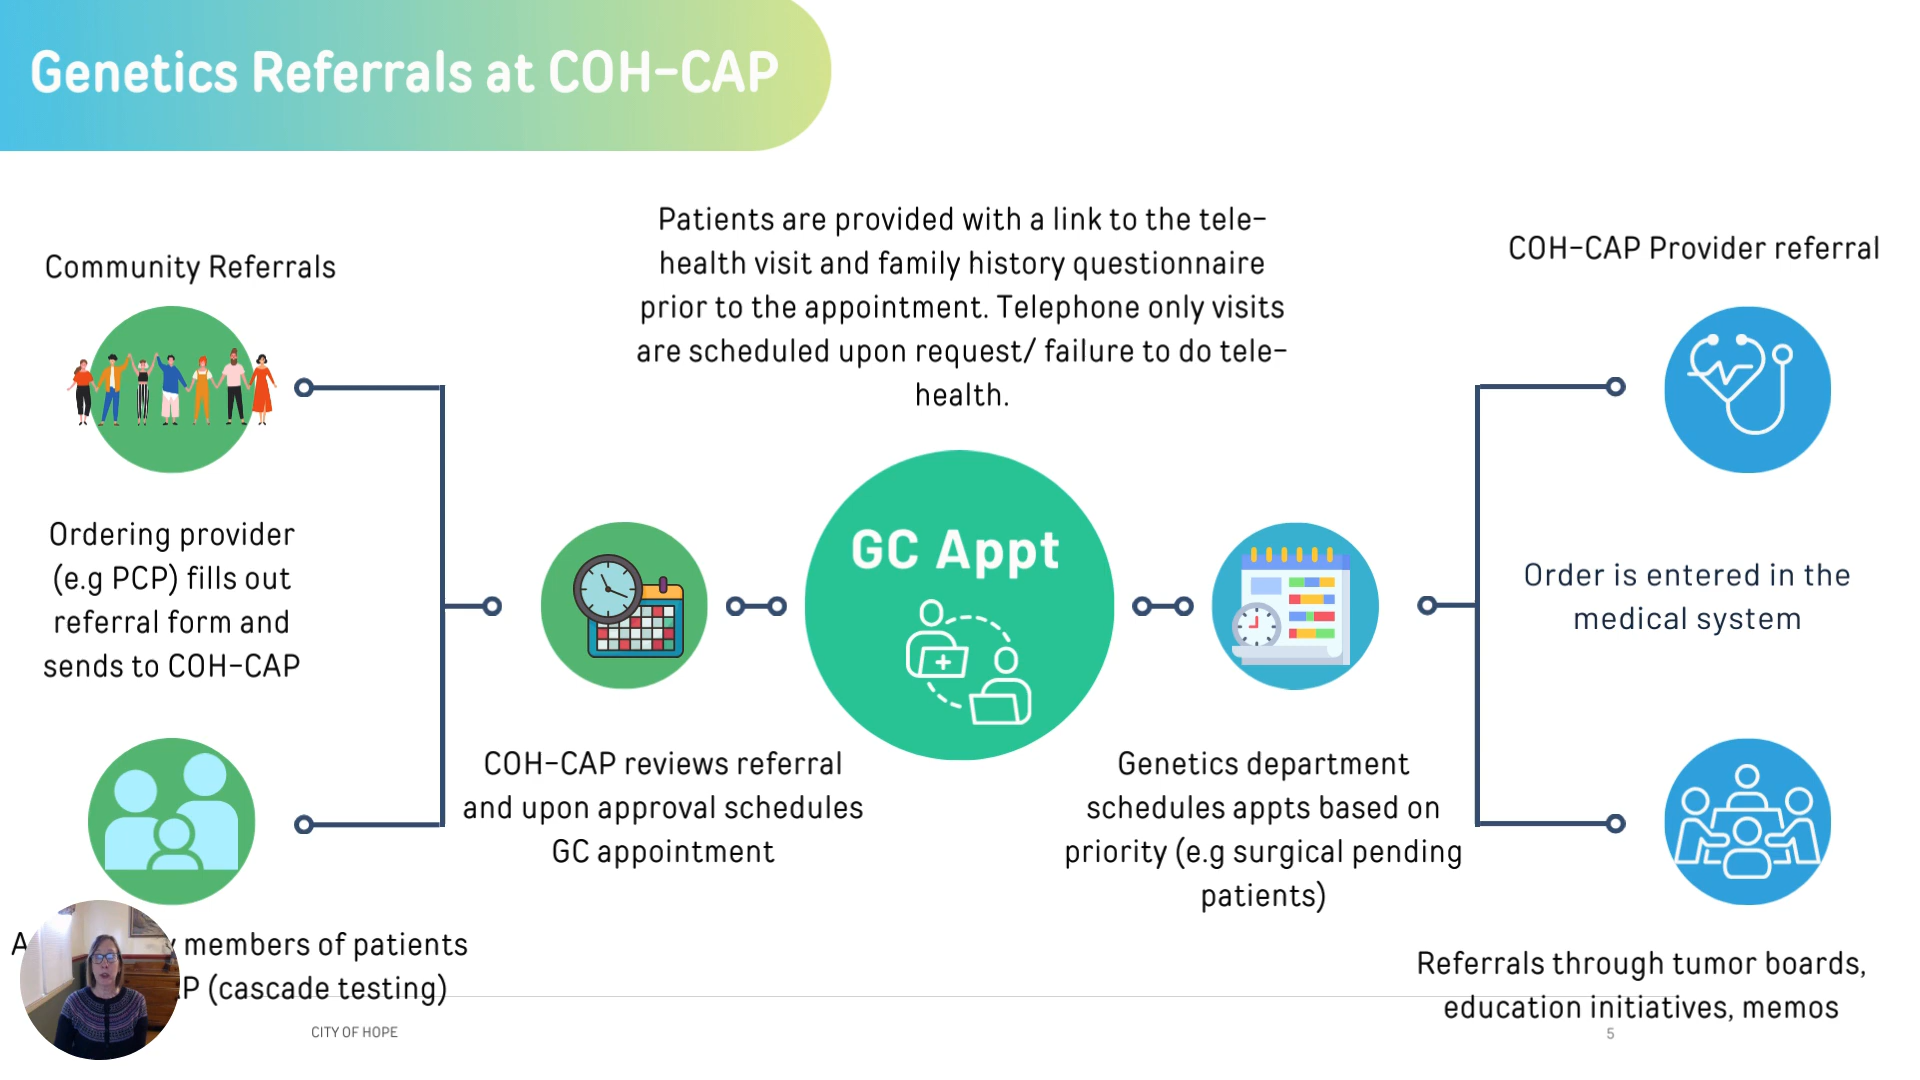 Genetics Referrals at COH-CAP
Community Referrals
Ordering provider
(e.g PCP) fills out
referral form and
sends to COH-CAP
members of patients
(cascade testing)
COH-CAP reviews referral
and upon approval schedules
GC appointment
Patients are provided with a link to the tele-
health visit and family history questionnaire
prior to the appointment. Telephone only visits
are scheduled upon request/ failure to do tele-
health.
GC Appt
Genetics department
schedules appts based on
priority (e.g surgical pending
patients)
COH-CAP Provider referral
Order is entered in the
medical system
Referrals through tumor boards,
education initiatives, memos
CITY OF HOPE
5